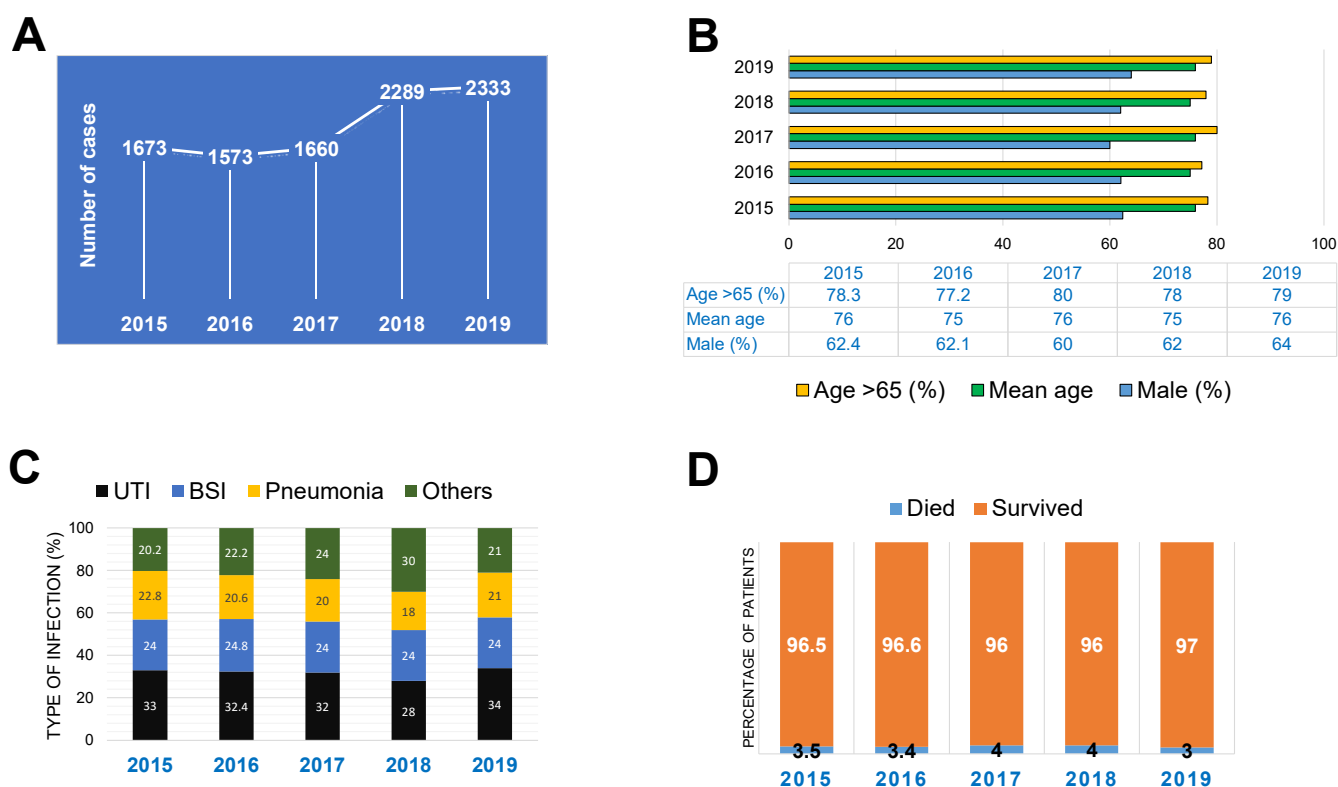 A
Number of cases
1673 1573 1660 2289 2333
2015 2016 2017 2018 2019
B
2019
2018
2017
2016
2015
0 20 40 60 80 100
2015 2016 2017 2018 2019
Age >65 (%) 78.3 77.2 80 78 79
Mean age 76 75 76 75 76
Male (%) 62.4 62.1 60 62 64
Age >65 (%) Mean age Male (%)
C
UTI BSI Pneumonia Others
TYPE OF INFECTION (%)
100
80
60
40
20
0
20.2 22.2 24 30 21
22.8 20.6 20 18 21
24 24.8 24 24 24
33 32.4 32 28 34
2015 2016 2017 2018 2019
D
Died Survived
PERCENTAGE OF PATIENTS
96.5 96.6 96 96 97
3.5 3.4 4 4 3
2015 2016 2017 2018 2019